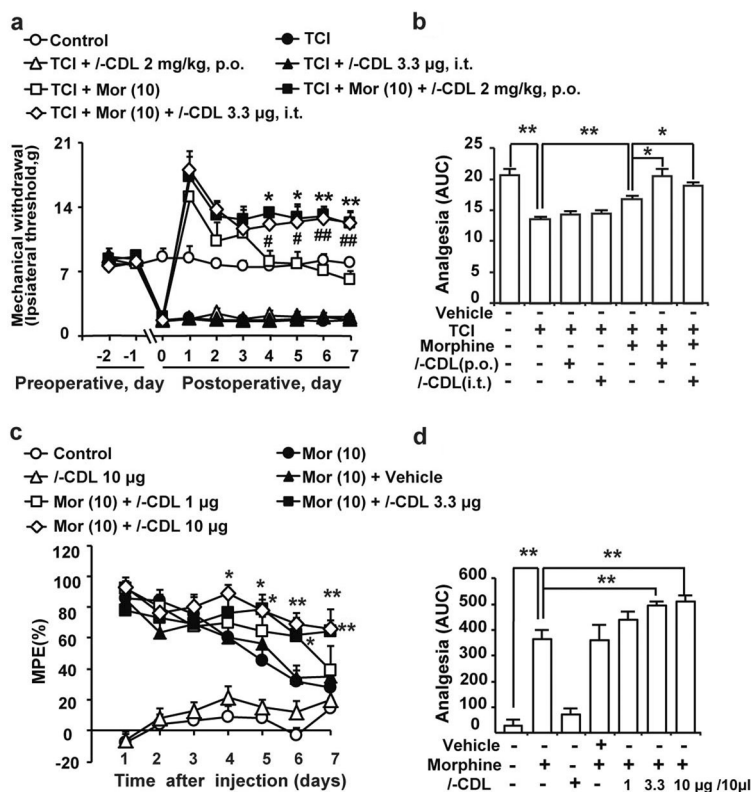 a
Control
TCI
TCI + l-CDL 2 mg/kg, p.o.
TCI + l-CDL 3.3 µg, i.t.
TCI + Mor (10)
TCI + Mor (10) + l-CDL 2 mg/kg, p.o.
TCI + Mor (10) + l-CDL 3.3 µg, i.t.
Mechanical withdrawal
(Ipsilateral threshold,g)
21
14
7
0
* * ** **
# # ## ##
-2 -1 0 1 2 3 4 5 6 7
Preoperative, day Postoperative, day
b
Analgesia (AUC)
25
20
15
10
5
0
** ** *
*
Vehicle - - - - - - -
TCI - + + + + + +
Morphine - - - - + + +
l-CDL(p.o.) - - + - - + -
l-CDL(i.t.) - - - + - - +
c
Control
Mor (10)
l-CDL 10 µg
Mor (10) + Vehicle
Mor (10) + l-CDL 1 µg
Mor (10) + l-CDL 3.3 µg
Mor (10) + l-CDL 10 µg
MPE(%)
120
100
80
60
40
20
0
-20
* * ** **
* * **
1 2 3 4 5 6 7
Time after injection (days)
d
Analgesia (AUC)
600
500
400
300
200
100
0
** **
**
Vehicle - - - + - - -
Morphine - + - + + + +
l-CDL - - + - 1 3.3 10 µg /10µl